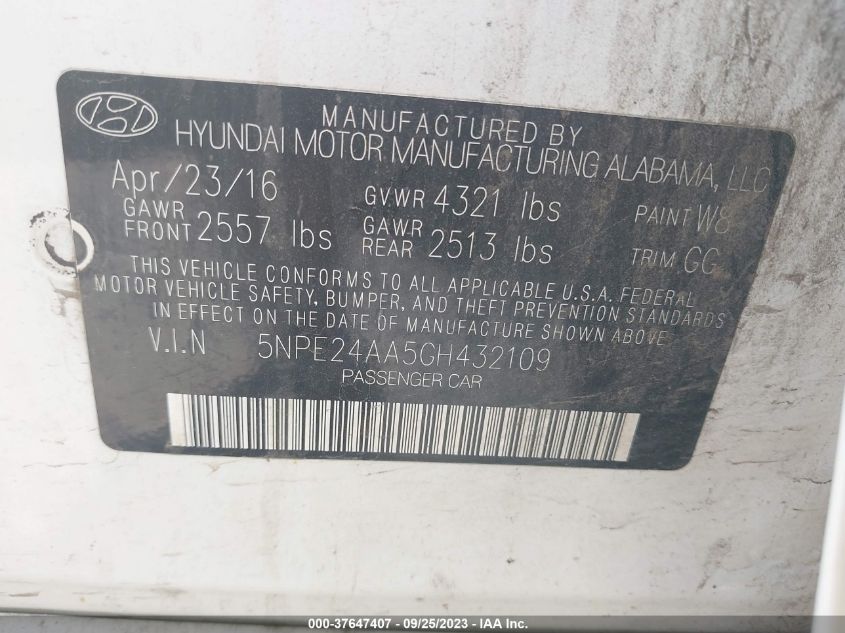 MANUFACTURED BY
HYUNDAI MOTOR MANUFACTURING ALABAMA, LLC
Apr/23/16 GVWR 4321 lbs PAINT W8
GAWR FRONT 2557 lbs GAWR REAR 2513 lbs TRIM GG
THIS VEHICLE CONFORMS TO ALL APPLICABLE U.S.A. FEDERAL
MOTOR VEHICLE SAFETY, BUMPER, AND THEFT PREVENTION STANDARDS
IN EFFECT ON THE DATE OF MANUFACTURE SHOWN ABOVE
V.I.N 5NPE24AA5GH432109
PASSENGER CAR
000-37647407 - 09/25/2023 - IAA Inc.